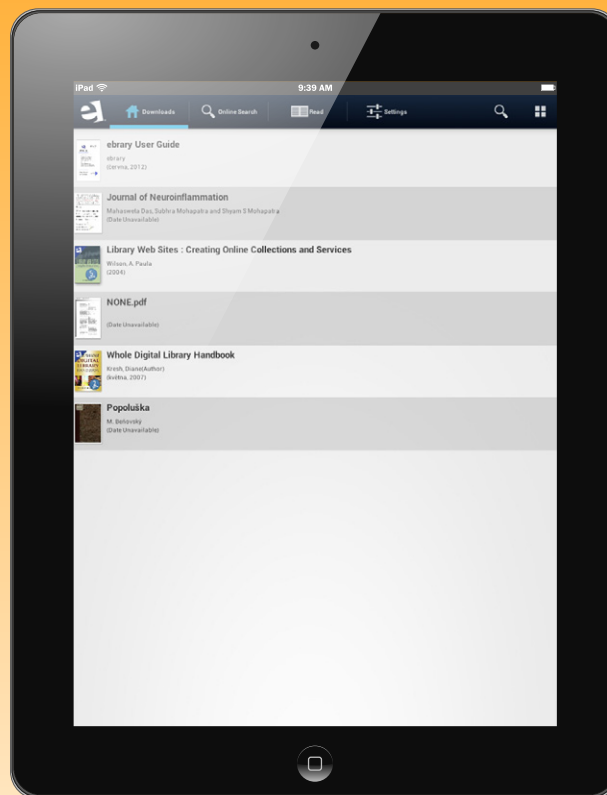 iPad
9:39 AM
Downloads
Online Search
Read
Settings
ebrary User Guide
ebrary
(června, 2012)
Journal of Neuroinflammation
Mahasweta Das, Subhra Mohapatra and Shyam S Mohapatra
(Date Unavailable)
Library Web Sites : Creating Online Collections and Services
Wilson, A. Paula
(2004)
NONE.pdf
(Date Unavailable)
Whole Digital Library Handbook
Kresh, Diane(Author)
(května, 2007)
Popoluška
M. Beňovský
(Date Unavailable)